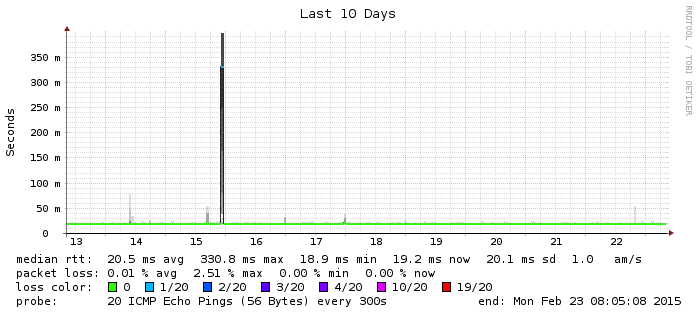 Last 10 Days
RRDTOOL / TOBI OETIKER
Seconds
350 m
300 m
250 m
200 m
150 m
100 m
50 m
0
13 14 15 16 17 18 19 20 21 22
median rtt: 20.5 ms avg 330.8 ms max 18.9 ms min 19.2 ms now 20.1 ms sd 1.0 am/s
packet loss: 0.01 % avg 2.51 % max 0.00 % min 0.00 % now
loss color: 0 1/20 2/20 3/20 4/20 10/20 19/20
probe: 20 ICMP Echo Pings (56 Bytes) every 300s end: Mon Feb 23 08:05:08 2015